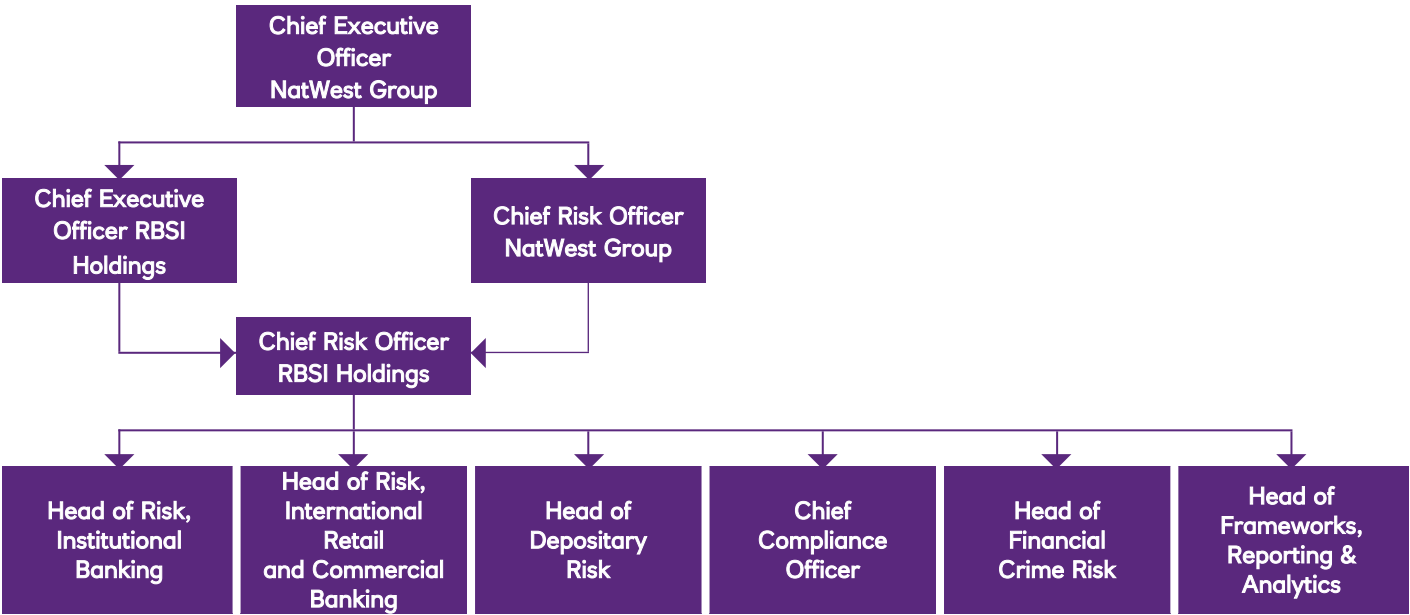 Chief Executive
Officer
NatWest Group
Chief Executive
Officer RBSI
Holdings
Chief Risk Officer
NatWest Group
Chief Risk Officer
RBSI Holdings
Head of Risk,
Institutional
Banking
Head of Risk,
International
Retail
and Commercial
Banking
Head of
Depositary
Risk
Chief
Compliance
Officer
Head of
Financial
Crime Risk
Head of
Frameworks,
Reporting &
Analytics